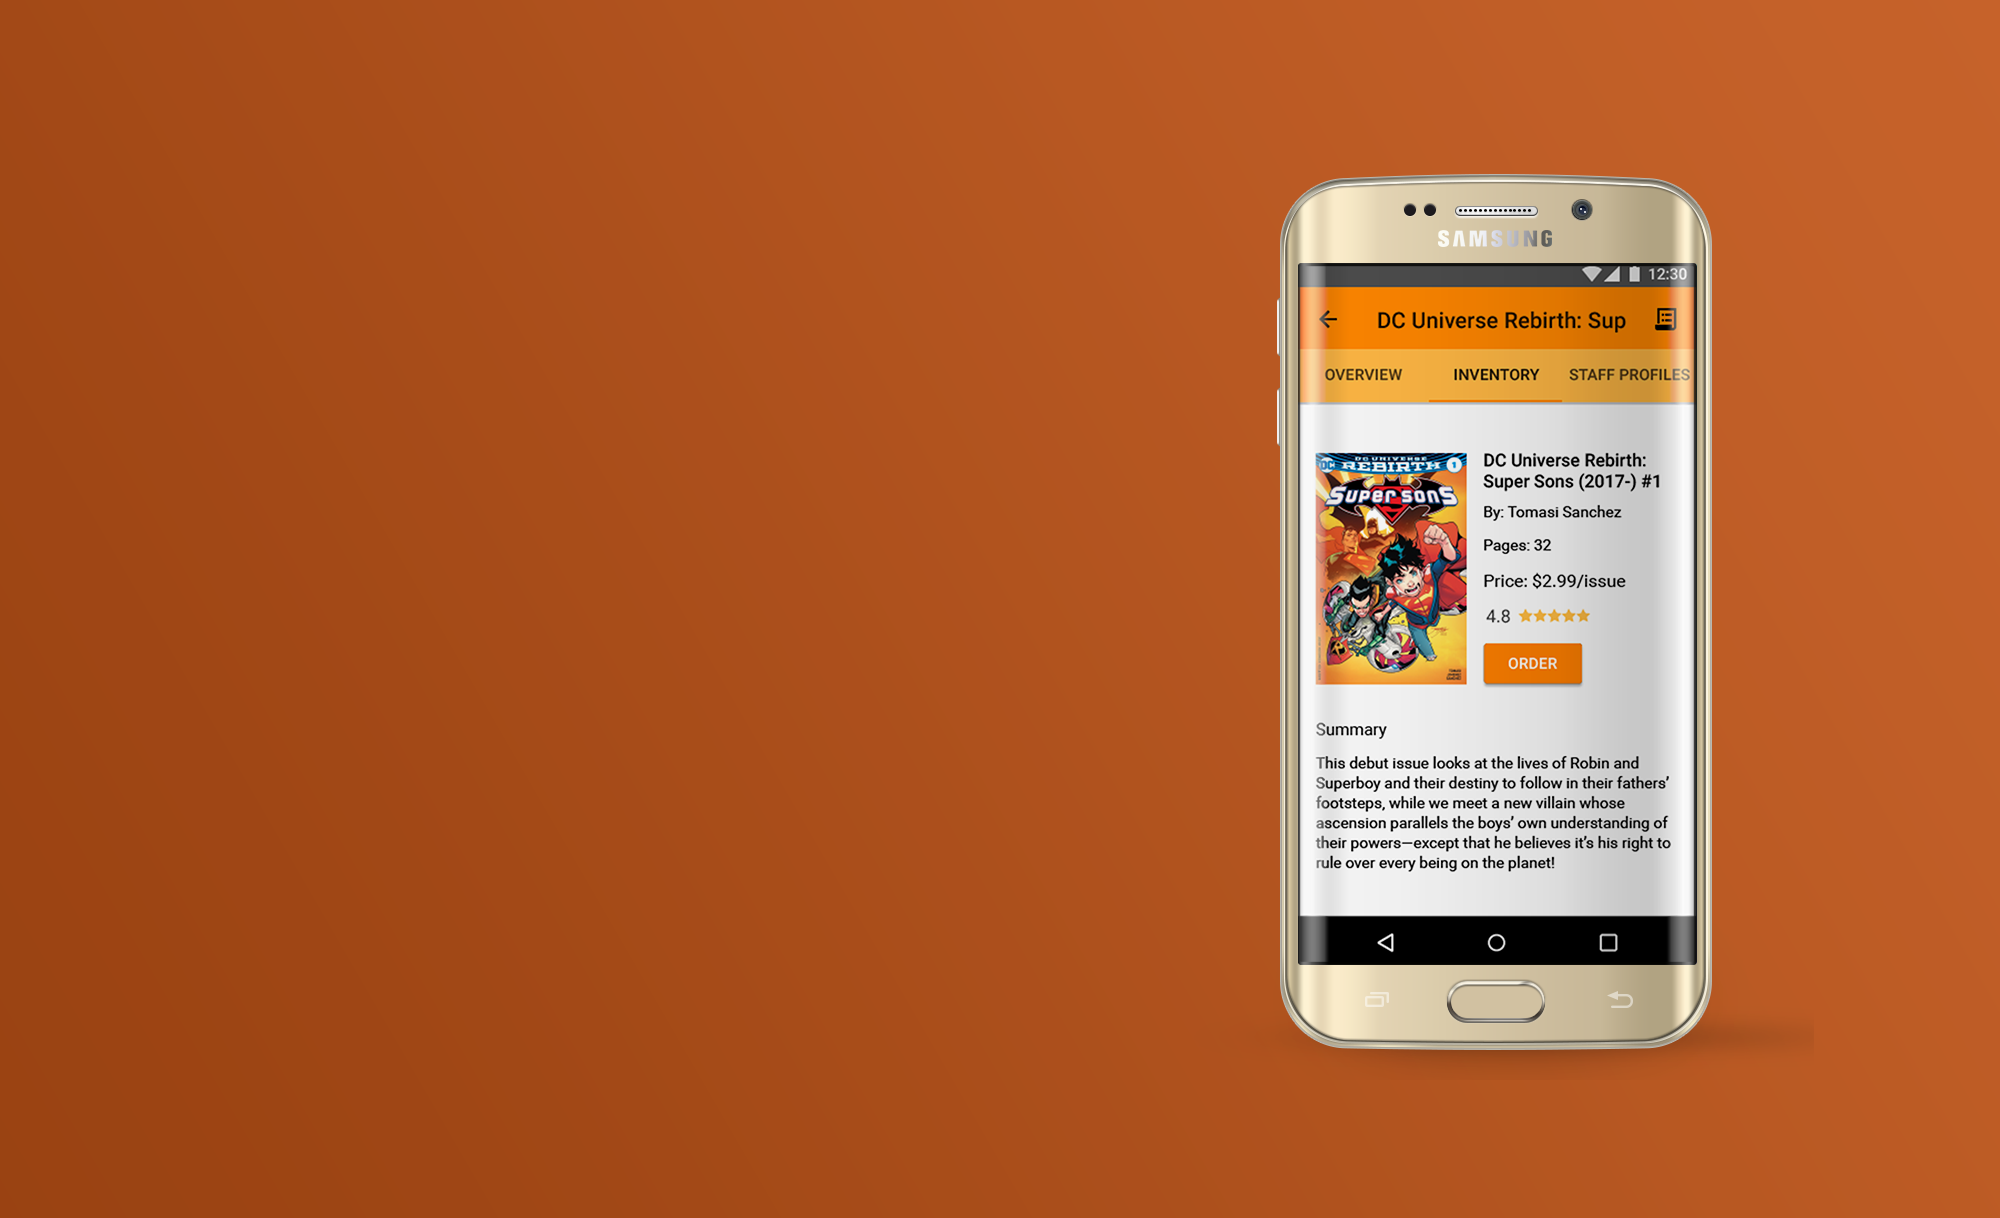 SAMSUNG
12:30
DC Universe Rebirth: Sup
OVERVIEW INVENTORY STAFF PROFILES
DC UNIVERSE
DC REBIRTH 1
SUPER SONS
DC Universe Rebirth:
Super Sons (2017-) #1
By: Tomasi Sanchez
Pages: 32
Price: $2.99/issue
4.8
ORDER
Summary
This debut issue looks at the lives of Robin and
Superboy and their destiny to follow in their fathers’
footsteps, while we meet a new villain whose
ascension parallels the boys’ own understanding of
their powers—except that he believes it’s his right to
rule over every being on the planet!